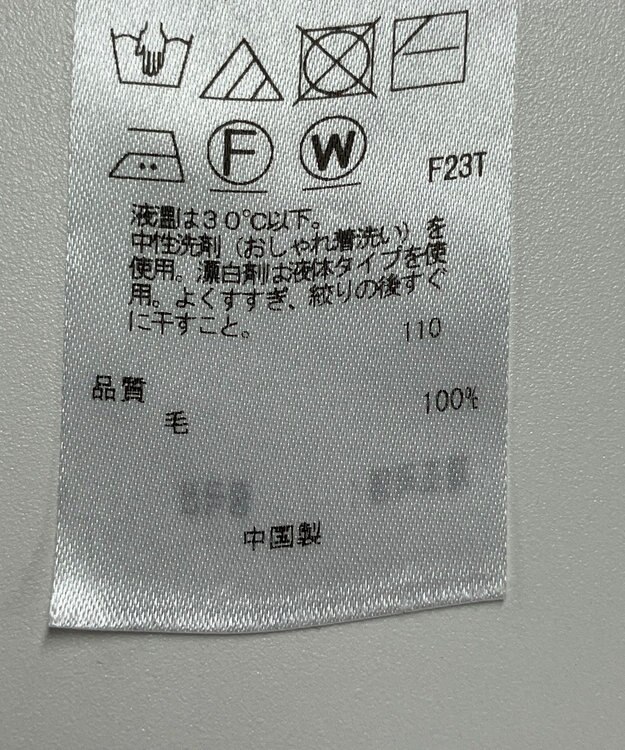 F
W
F23T
液温は30℃以下。
中性洗剤（おしゃれ着洗い）を
使用。漂白剤は液体タイプを使
用。よくすすぎ、絞りの後すぐ
に干すこと。
110
品質
毛 100%
中国製